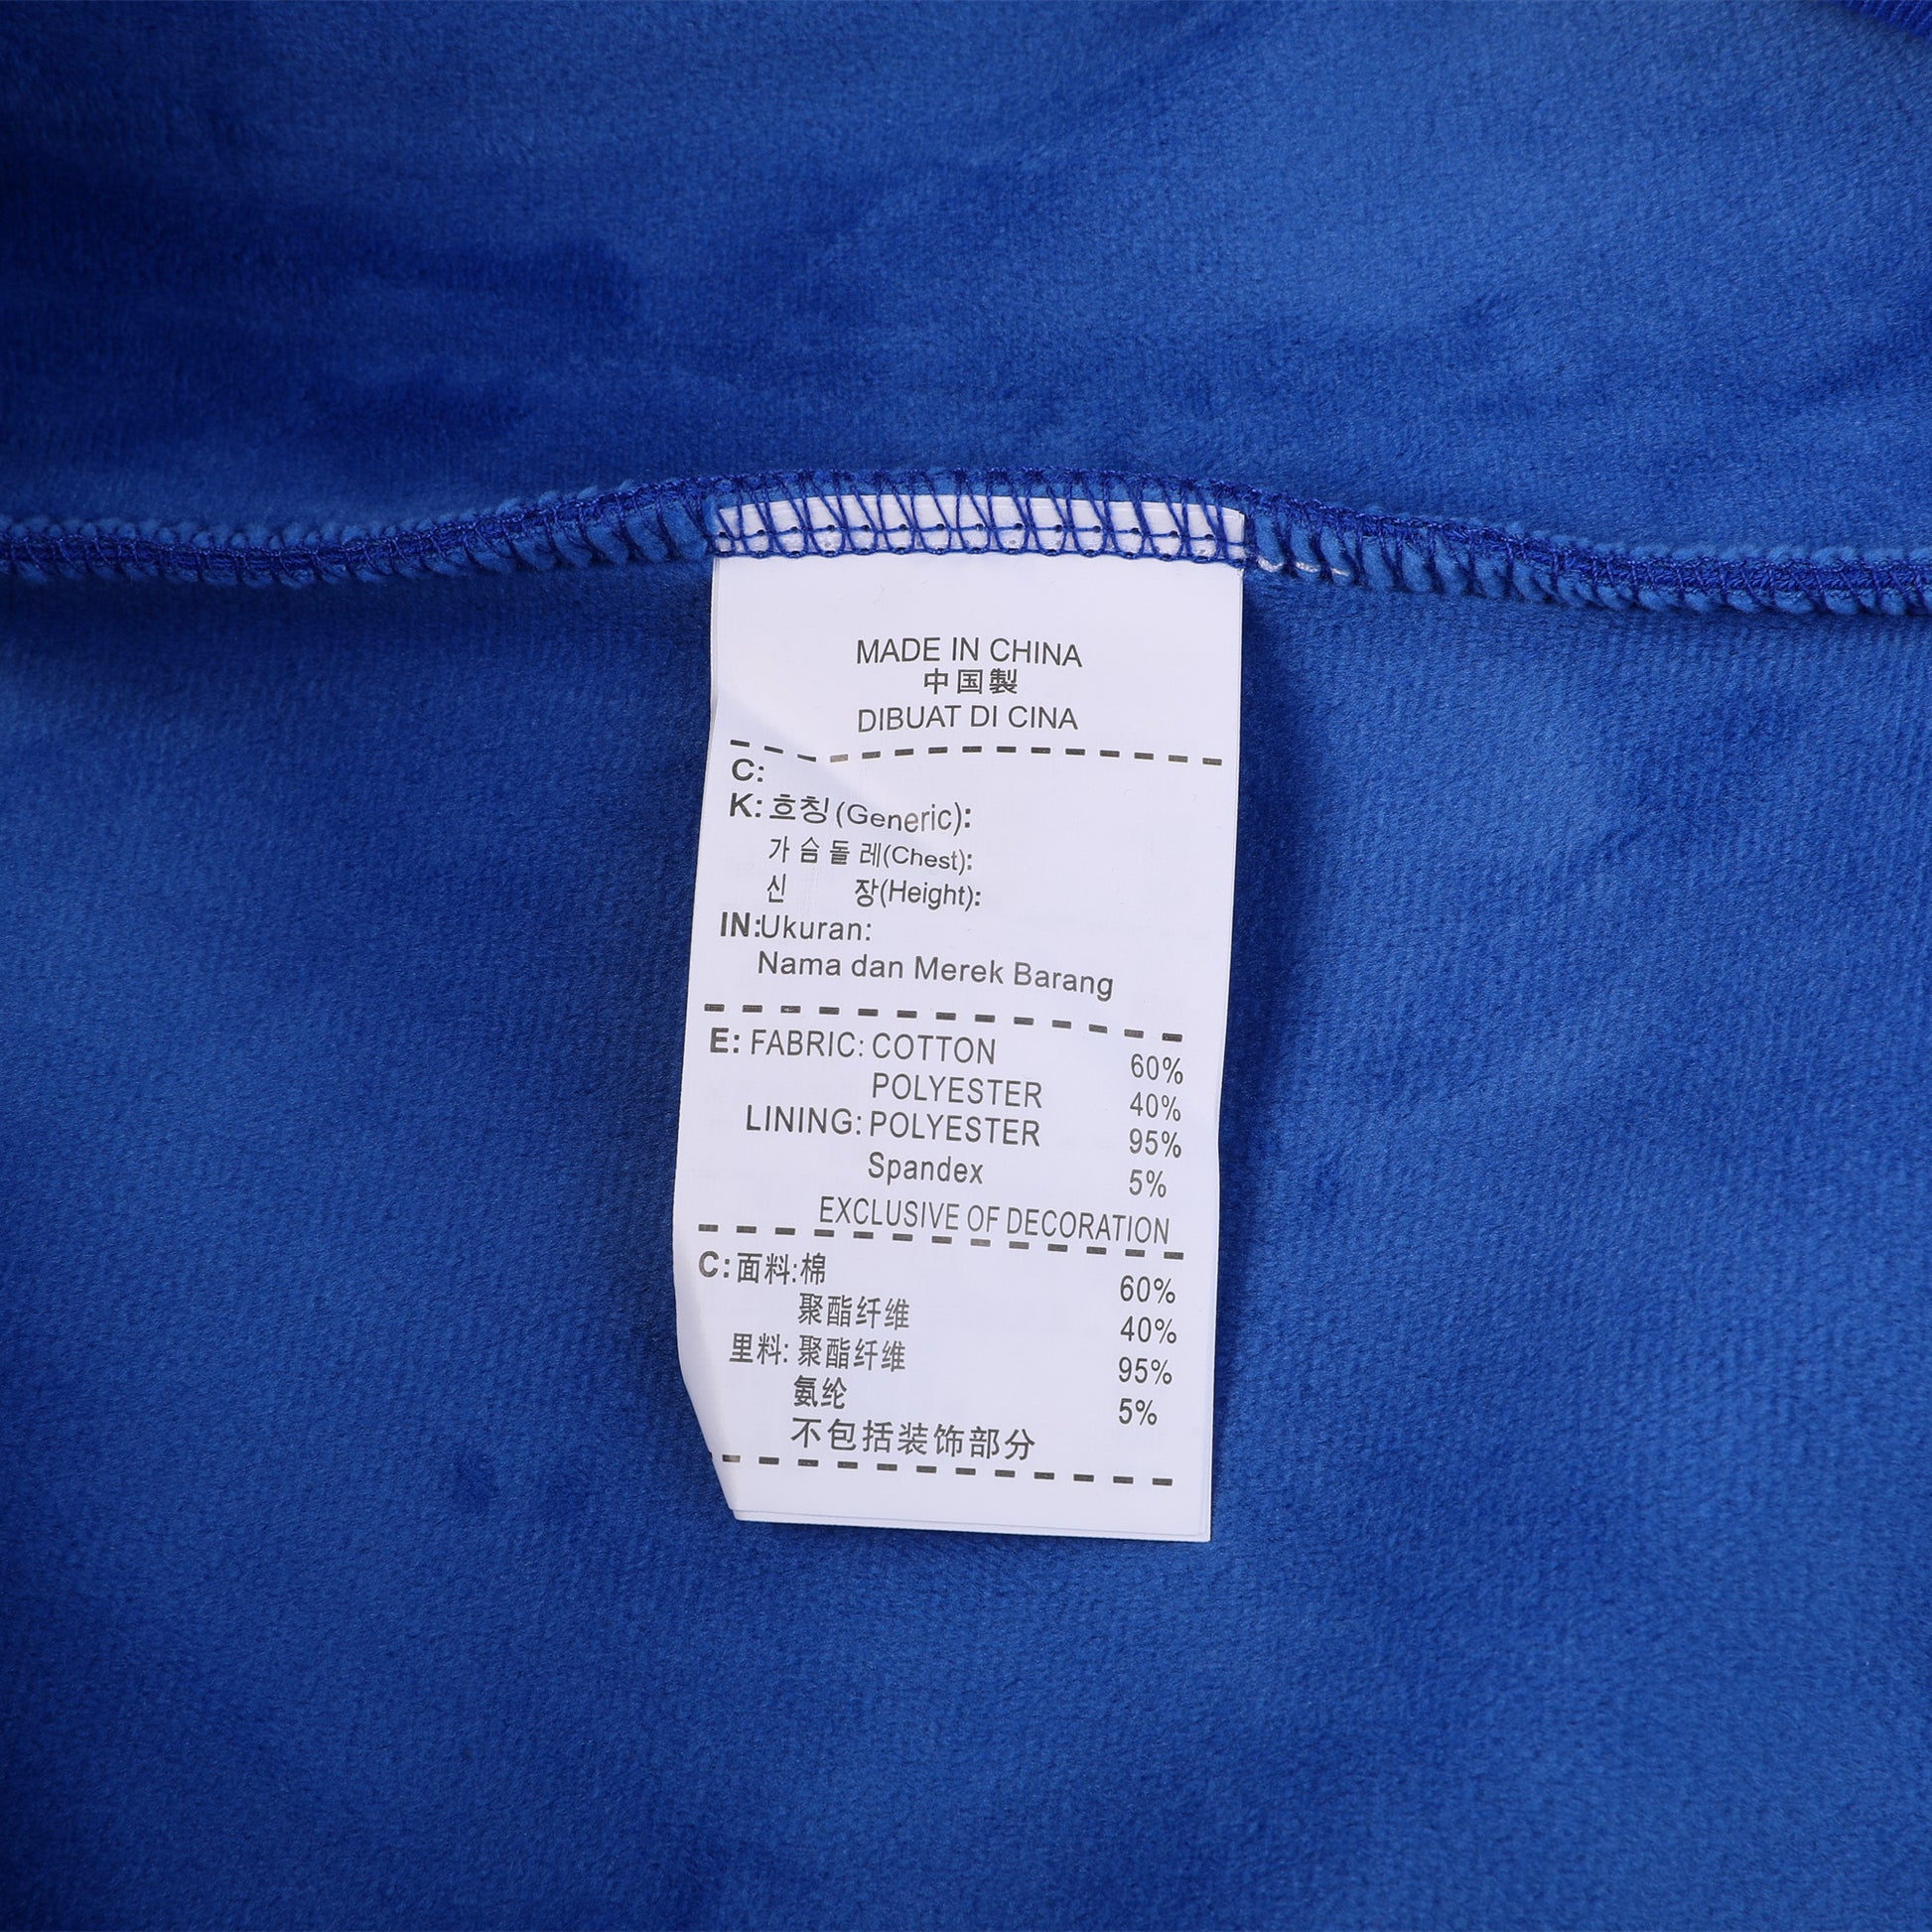 MADE IN CHINA
中国製
DIBUAT DI CINA
C:
K: 흐칭(Generic):
가슴돌레(Chest):
신 장(Height):
IN:Ukuran:
Nama dan Merek Barang
E: FABRIC: COTTON 60%
POLYESTER 40%
LINING: POLYESTER 95%
Spandex 5%
EXCLUSIVE OF DECORATION
C: 面料:棉 60%
聚酯纤维 40%
里料: 聚酯纤维 95%
氨纶 5%
不包括装饰部分